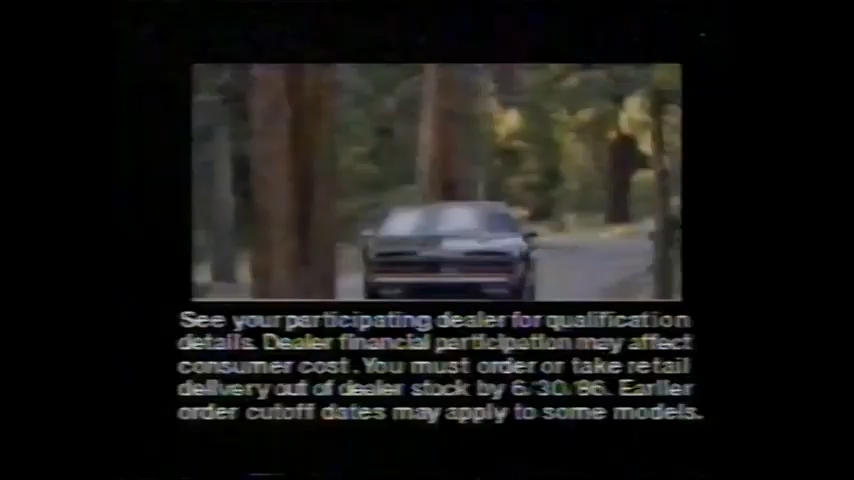 See your participating dealer for qualification
details. Dealer financial participation may affect
consumer cost. You must order or take retail
delivery out of dealer stock by 6/30/86. Earlier
order cutoff dates may apply to some models.